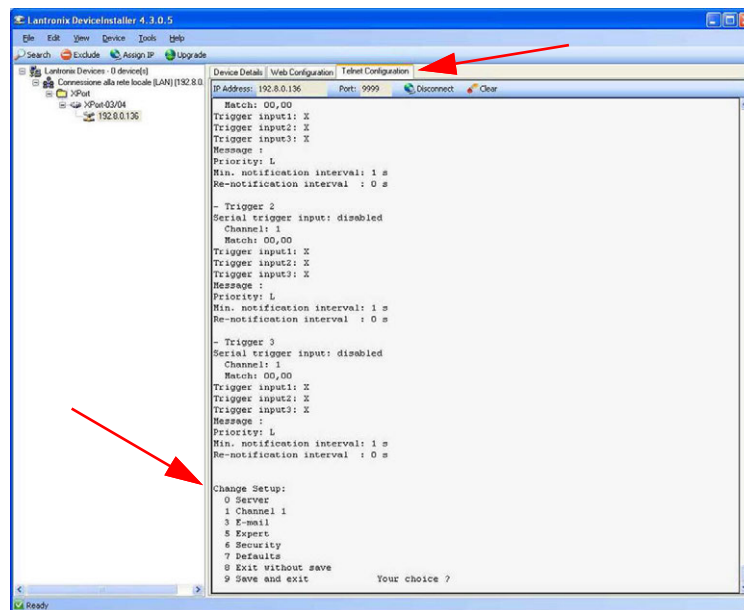 Lantronix DeviceInstaller 4.3.0.5
File Edit View Device Tools Help
Search Exclude Assign IP Upgrade
Lantronix Devices - 0 device(s)
Connessione alla rete locale (LAN) (192.8.0.
XPort
XPort-03/04
192.8.0.136
Device Details Web Configuration Telnet Configuration
IP Address: 192.8.0.136 Port: 9999 Disconnect Clear
Match: 00,00
Trigger input1: X
Trigger input2: X
Trigger input3: X
Message :
Priority: L
Min. notification interval: 1 s
Re-notification interval : 0 s
- Trigger 2
Serial trigger input: disabled
Channel: 1
Match: 00,00
Trigger input1: X
Trigger input2: X
Trigger input3: X
Message :
Priority: L
Min. notification interval: 1 s
Re-notification interval : 0 s
- Trigger 3
Serial trigger input: disabled
Channel: 1
Match: 00,00
Trigger input1: X
Trigger input2: X
Trigger input3: X
Message :
Priority: L
Min. notification interval: 1 s
Re-notification interval : 0 s
Change Setup:
0 Server
1 Channel 1
3 E-mail
5 Expert
6 Security
7 Defaults
8 Exit without save
9 Save and exit Your choice ?
Ready